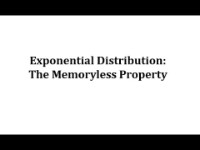 Exponential Distribution:
The Memoryless Property